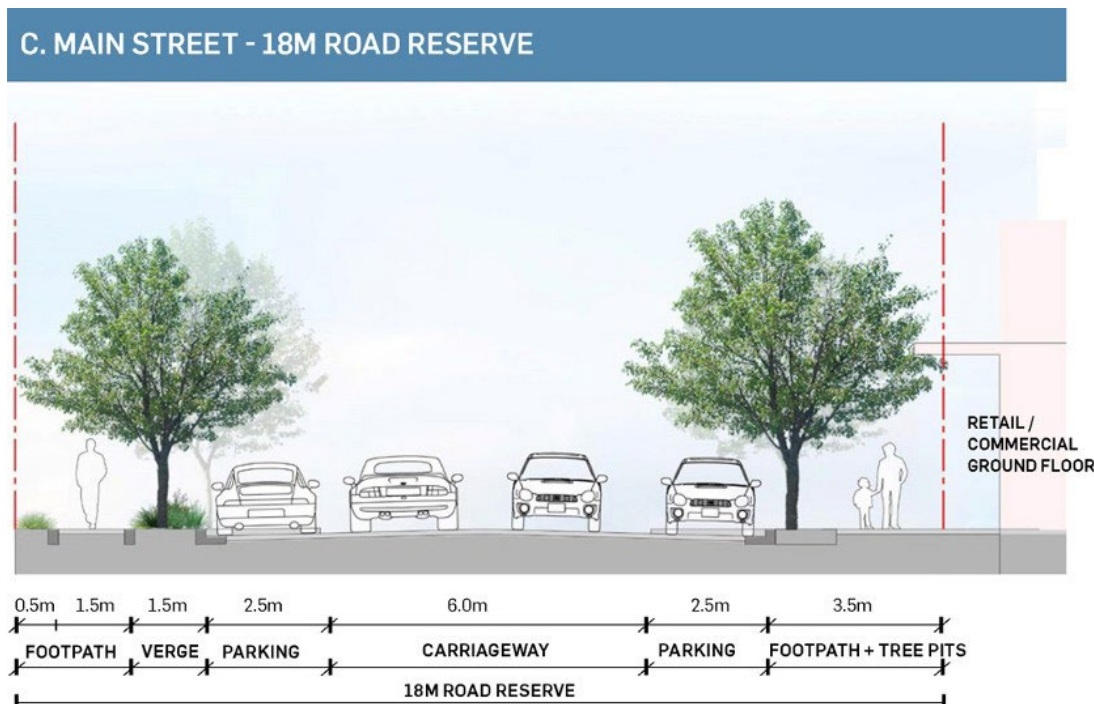 C. MAIN STREET - 18M ROAD RESERVE
RETAIL /
COMMERCIAL
GROUND FLOOR
0.5m 1.5m 1.5m 2.5m 6.0m 2.5m 3.5m
FOOTPATH VERGE PARKING CARRIAGEWAY PARKING FOOTPATH + TREE PITS
18M ROAD RESERVE